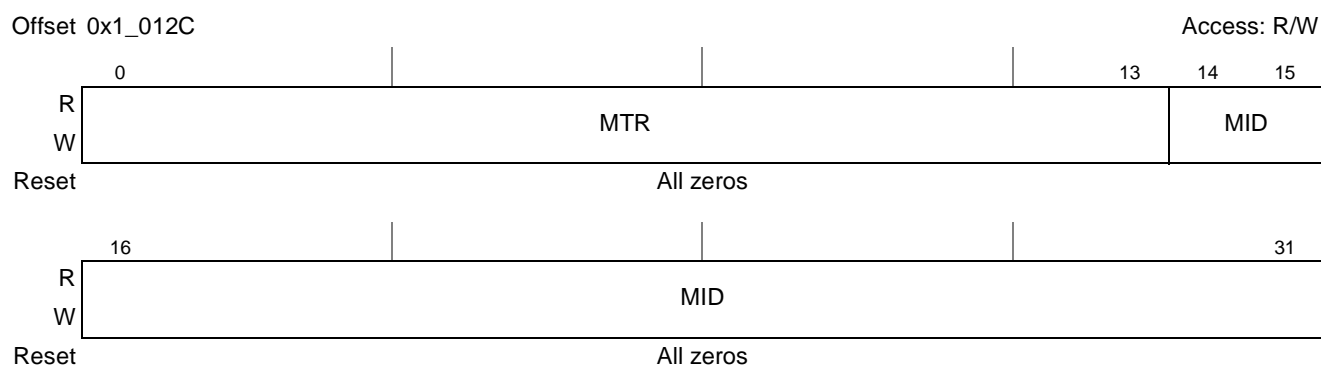 Offset 0x1_012C Access: R/W
0 13 14 15
R
MTR MID
W
Reset All zeros
16 31
R
MID
W
Reset All zeros